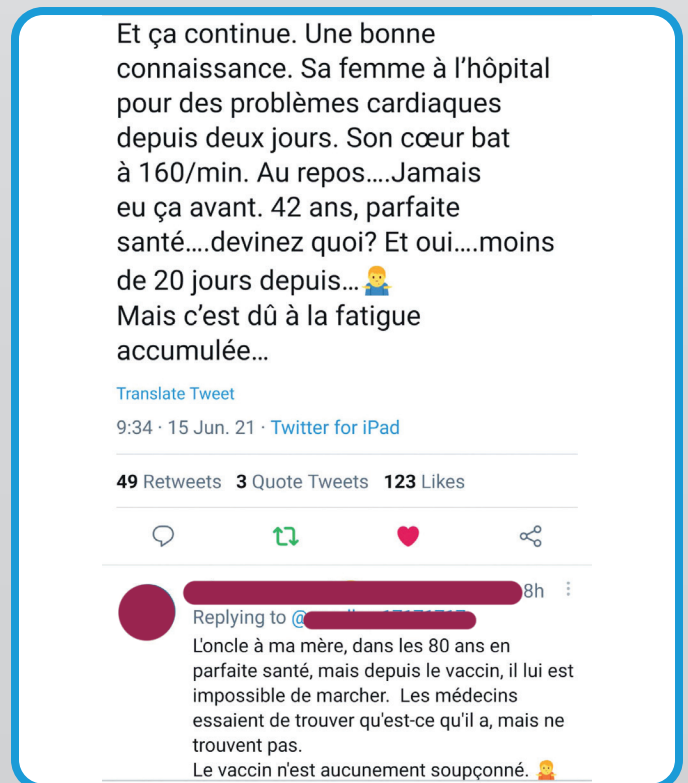 Et ça continue. Une bonne
connaissance. Sa femme à l’hôpital
pour des problèmes cardiaques
depuis deux jours. Son cœur bat
à 160/min. Au repos....Jamais
eu ça avant. 42 ans, parfaite
santé....devinez quoi? Et oui....moins
de 20 jours depuis... 🤷‍♂️
Mais c’est dû à la fatigue
accumulée...
Translate Tweet
9:34 · 15 Jun. 21 · Twitter for iPad
49 Retweets 3 Quote Tweets 123 Likes
8h
Replying to @
L'oncle à ma mère, dans les 80 ans en
parfaite santé, mais depuis le vaccin, il lui est
impossible de marcher. Les médecins
essaient de trouver qu'est-ce qu'il a, mais ne
trouvent pas.
Le vaccin n'est aucunement soupçonné. 🤷